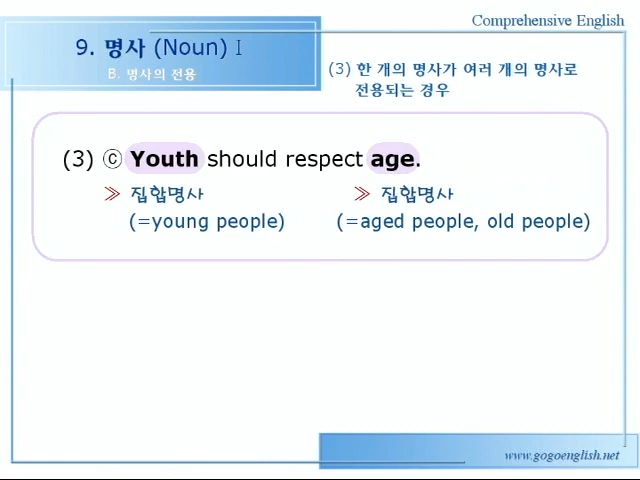 Comprehensive English
9. 명사 (Noun) I
B. 명사의 전용
(3) 한 개의 명사가 여러 개의 명사로
전용되는 경우
(3) ⓒ Youth should respect age.
≫ 집합명사 ≫ 집합명사
(=young people) (=aged people, old people)
www.gogoenglish.net